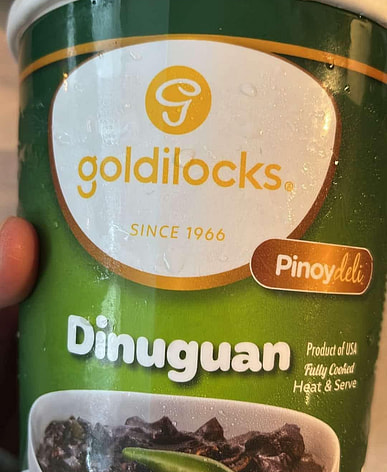 G
goldilocks®
SINCE 1966
Pinoydeli
Dinuguan
Product of USA
Fully Cooked
Heat & Serve